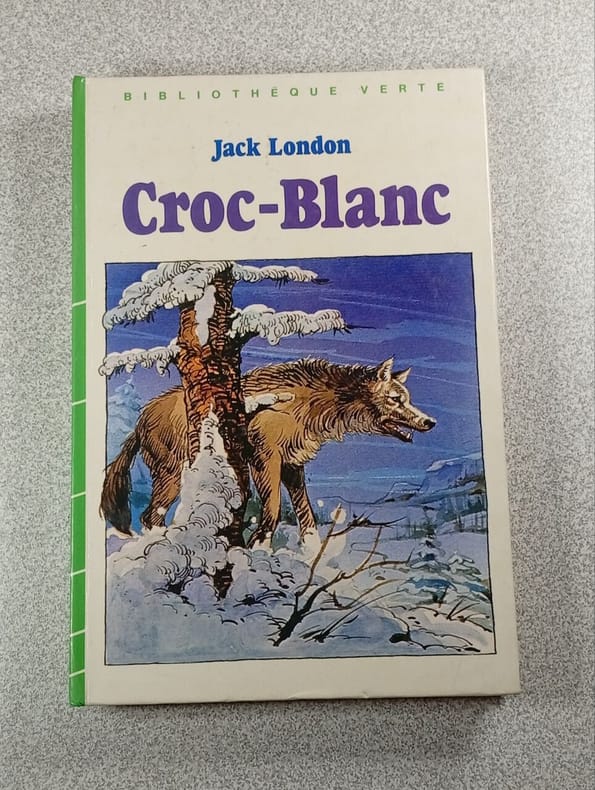 BIBLIOTHÈQUE VERTE
Jack London
Croc-Blanc